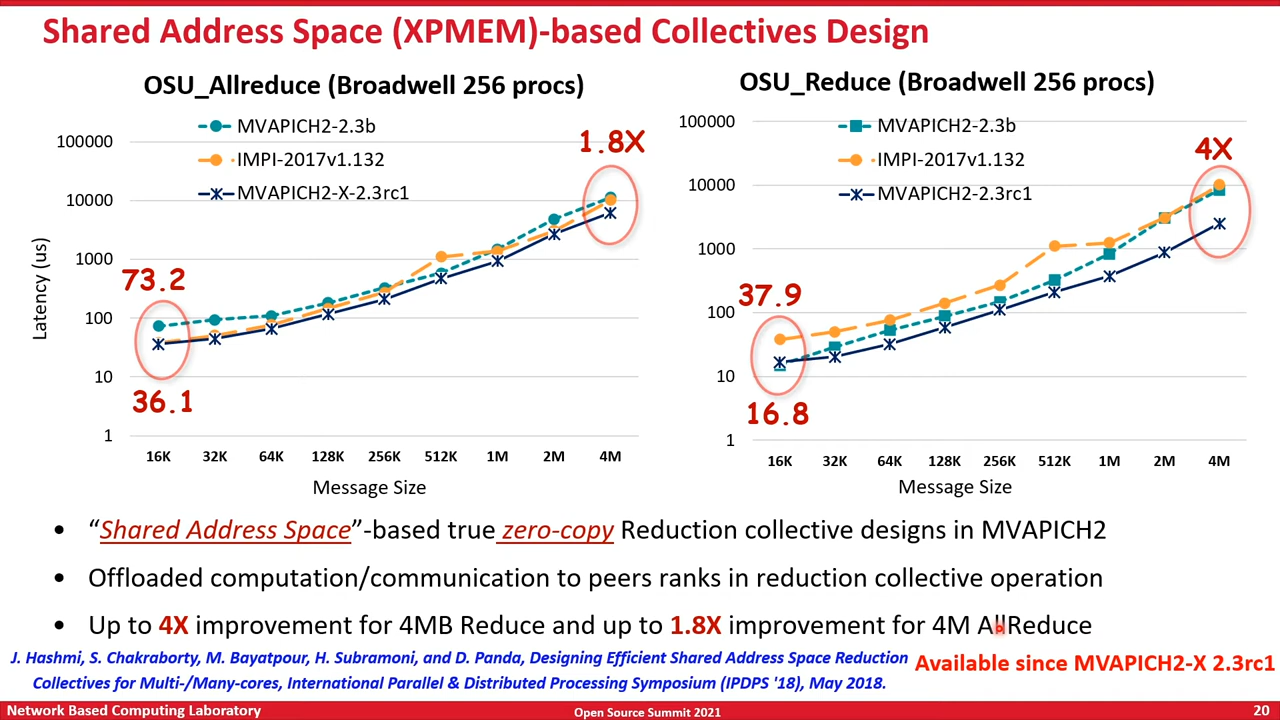 Shared Address Space (XPMEM)-based Collectives Design
OSU_Allreduce (Broadwell 256 procs)
MVAPICH2-2.3b
IMPI-2017v1.132
MVAPICH2-X-2.3rc1
1.8X
100000
10000
1000
100
10
1
Latency (us)
73.2
36.1
16K 32K 64K 128K 256K 512K 1M 2M 4M
Message Size
OSU_Reduce (Broadwell 256 procs)
MVAPICH2-2.3b
IMPI-2017v1.132
MVAPICH2-2.3rc1
4X
100000
10000
1000
100
10
1
37.9
16.8
16K 32K 64K 128K 256K 512K 1M 2M 4M
Message Size
• “Shared Address Space”-based true zero-copy Reduction collective designs in MVAPICH2
• Offloaded computation/communication to peers ranks in reduction collective operation
• Up to 4X improvement for 4MB Reduce and up to 1.8X improvement for 4M AllReduce
J. Hashmi, S. Chakraborty, M. Bayatpour, H. Subramoni, and D. Panda, Designing Efficient Shared Address Space Reduction
Collectives for Multi-/Many-cores, International Parallel & Distributed Processing Symposium (IPDPS '18), May 2018.
Available since MVAPICH2-X 2.3rc1
Network Based Computing Laboratory
Open Source Summit 2021
20